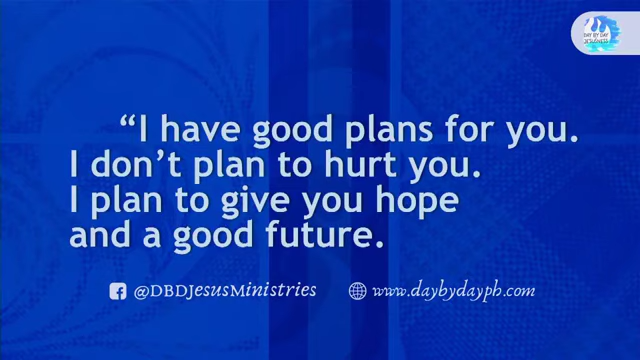 DAY BY DAY
“I have good plans for you.
I don’t plan to hurt you.
I plan to give you hope
and a good future.
@DBDJesusMinistries
www.daybydayph.com